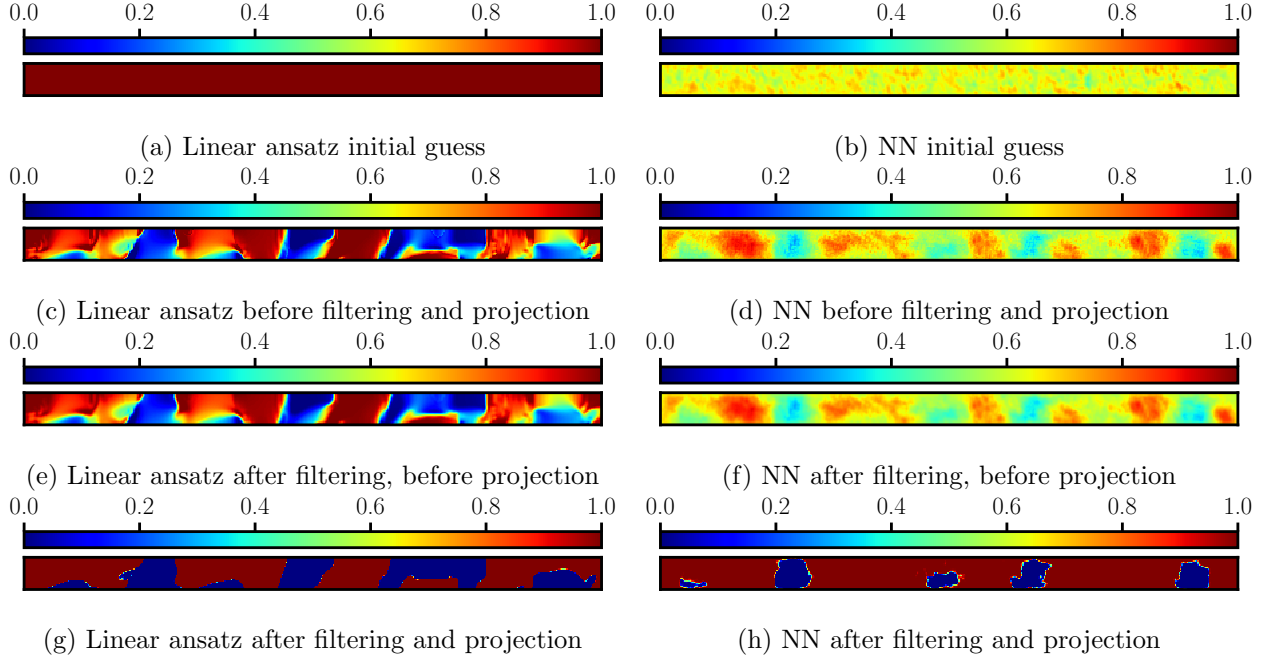 0.0 0.2 0.4 0.6 0.8 1.0
0.0 0.2 0.4 0.6 0.8 1.0
(a) Linear ansatz initial guess
(b) NN initial guess
0.0 0.2 0.4 0.6 0.8 1.0
0.0 0.2 0.4 0.6 0.8 1.0
(c) Linear ansatz before filtering and projection
(d) NN before filtering and projection
0.0 0.2 0.4 0.6 0.8 1.0
0.0 0.2 0.4 0.6 0.8 1.0
(e) Linear ansatz after filtering, before projection
(f) NN after filtering, before projection
0.0 0.2 0.4 0.6 0.8 1.0
0.0 0.2 0.4 0.6 0.8 1.0
(g) Linear ansatz after filtering and projection
(h) NN after filtering and projection